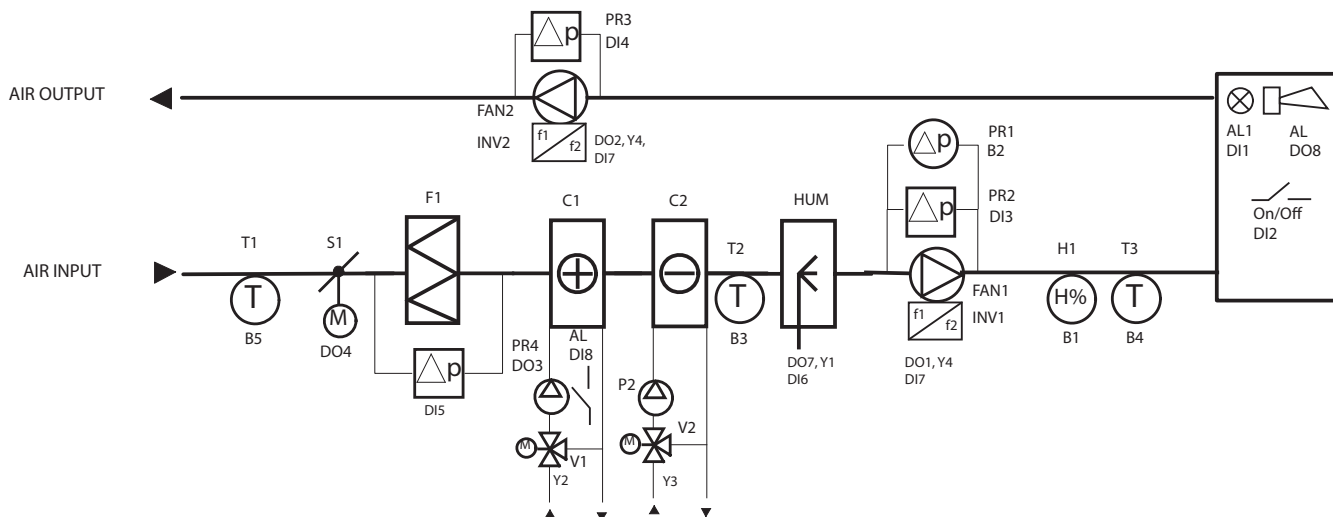 PR3
DI4
p
AIR OUTPUT
FAN2
INV2
f1
f2
DO2, Y4,
DI7
AL1
DI1
AL
DO8
On/Off
DI2
PR1
B2
p
PR2
DI3
p
F1
C1
C2
HUM
T1
S1
T2
H1
T3
AIR INPUT
T
M
T
H%
T
FAN1
INV1
f1
f2
B5
DO4
B3
B1
B4
DO1, Y4
DI7
DO7, Y1
DI6
p
DI5
PR4
DO3
AL
DI8
P2
M
V1
M
V2
Y2
Y3